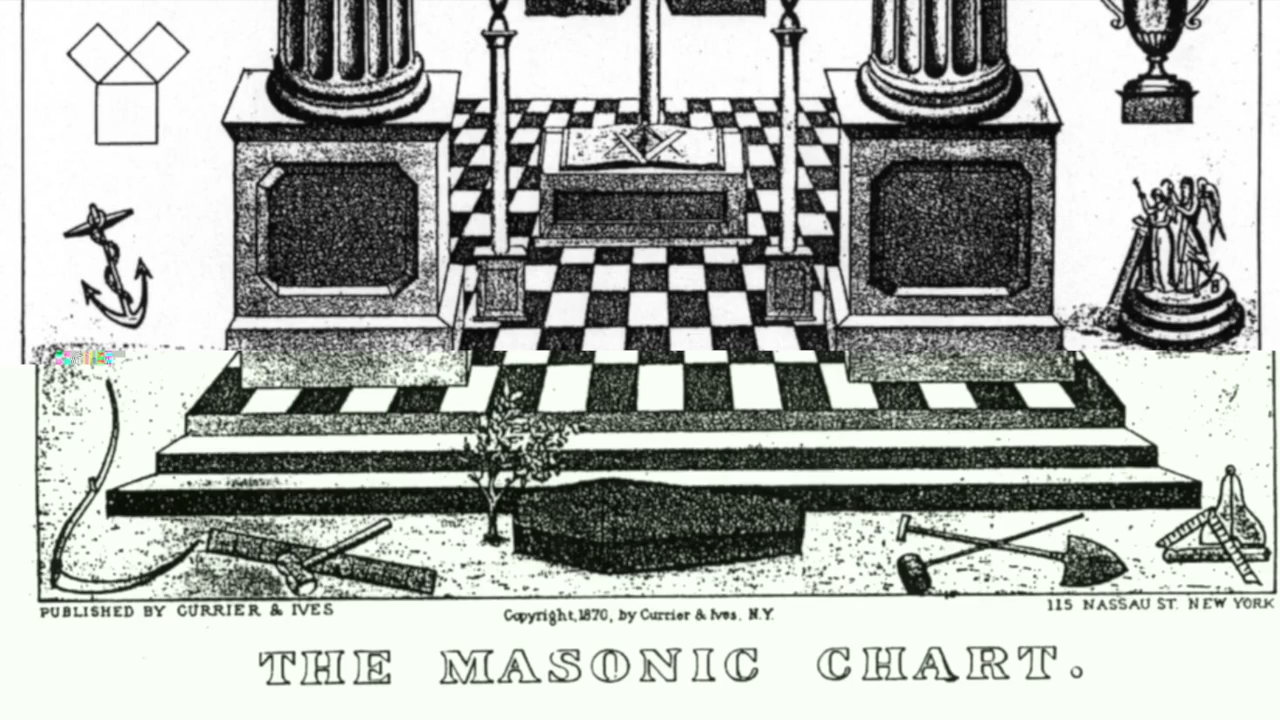 PUBLISHED BY CURRIER & IVES
Copyright, 1870, by Currier & Ives, N.Y.
115 NASSAU ST. NEW YORK
THE MASONIC CHART.